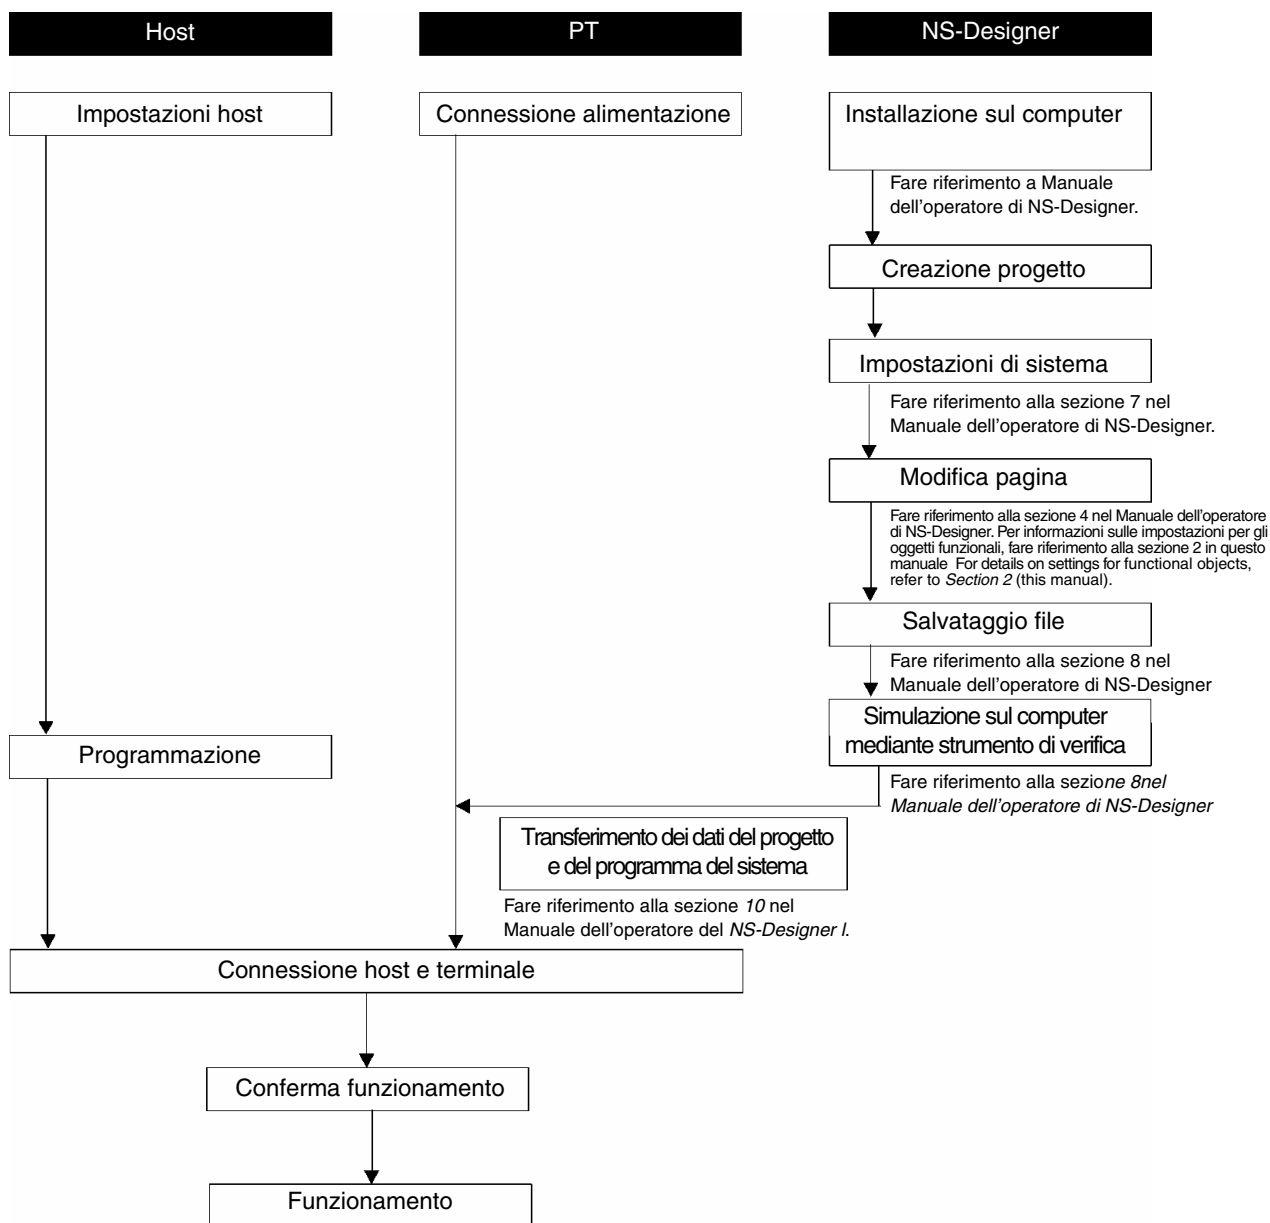 Host
PT
NS-Designer
Impostazioni host
Connessione alimentazione
Installazione sul computer
Fare riferimento a Manuale
dell'operatore di NS-Designer.
Creazione progetto
Impostazioni di sistema
Fare riferimento alla sezione 7 nel
Manuale dell'operatore di NS-Designer.
Modifica pagina
Fare riferimento alla sezione 4 nel Manuale dell'operatore
di NS-Designer. Per informazioni sulle impostazioni per gli
oggetti funzionali, fare riferimento alla sezione 2 in questo
manuale  For details on settings for functional objects,
refer to Section 2 (this manual).
Salvataggio file
Fare riferimento alla sezione 8 nel
Manuale dell'operatore di NS-Designer
Simulazione sul computer
mediante strumento di verifica
Programmazione
Fare riferimento alla sezione 8nel
Manuale dell'operatore di NS-Designer
Transferimento dei dati del progetto
e del programma del sistema
Fare riferimento alla sezione 10 nel
Manuale dell'operatore del NS-Designer l.
Connessione host e terminale
Conferma funzionamento
Funzionamento